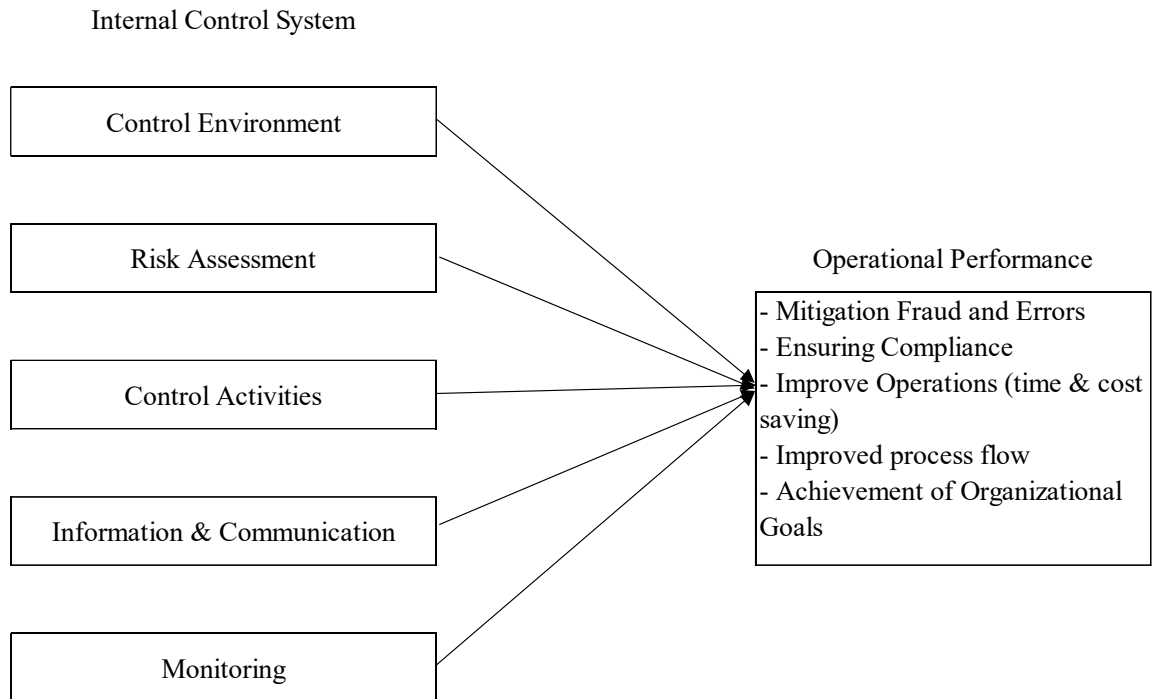 Internal Control System
Control Environment
Risk Assessment
Control Activities
Information & Communication
Monitoring
Operational Performance
- Mitigation Fraud and Errors
- Ensuring Compliance
- Improve Operations (time & cost
saving)
- Improved process flow
- Achievement of Organizational
Goals